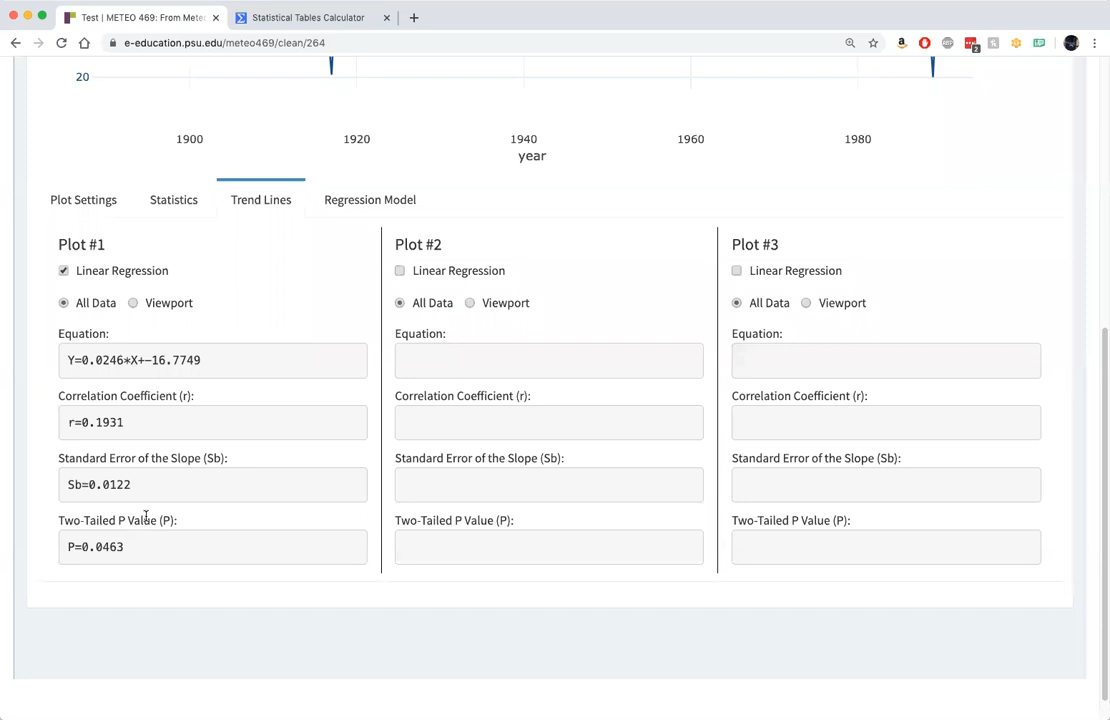 Test | METEO 469: From Mete
Statistical Tables Calculator
e-education.psu.edu/meteo469/clean/264
2
20
1900 1920 1940 1960 1980
year
Plot Settings Statistics Trend Lines Regression Model
Plot #1 Plot #2 Plot #3
Linear Regression Linear Regression Linear Regression
All Data Viewport All Data Viewport All Data Viewport
Equation: Equation: Equation:
Y=0.0246*X+-16.7749
Correlation Coefficient (r): Correlation Coefficient (r): Correlation Coefficient (r):
r=0.1931
Standard Error of the Slope (Sb): Standard Error of the Slope (Sb): Standard Error of the Slope (Sb):
Sb=0.0122
Two-Tailed P Value (P): Two-Tailed P Value (P): Two-Tailed P Value (P):
P=0.0463